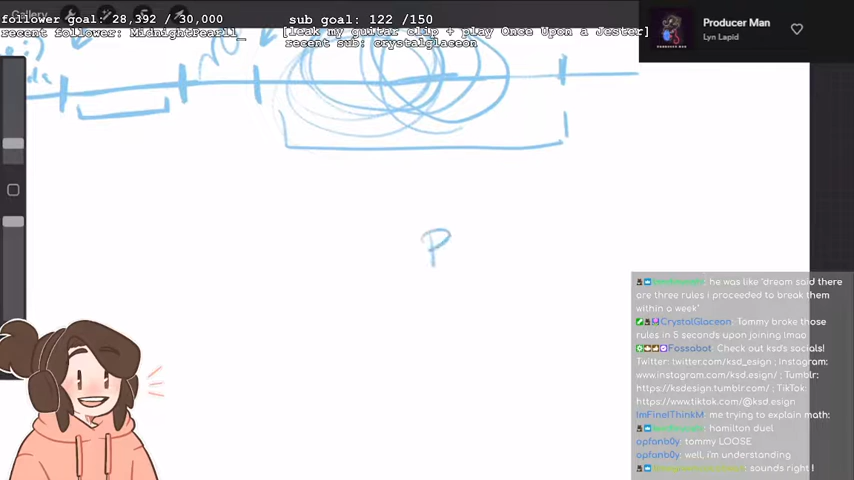 follower goal: 28,392 / 30,000
sub goal: 122 /150
recent follower: MidnightPearll_
[leak my guitar clip + play Once Upon a Jester]
recent sub: crystalglaceon
Gallery
Producer Man
Lyn Lapid
P
: he was like "dream said there
are three rules i proceeded to break them
within a week"
CrystalGlaceon: Tommy broke those
rules in 5 seconds upon joining lmao
Fossabot: Check out ksd's socials!
Twitter: twitter.com/ksd_esign ; Instagram:
www.instagram.com/ksd.esign/ ; Tumblr:
https://ksdesign.tumblr.com/ ; TikTok:
https://www.tiktok.com/@ksd.esign
ImFineIThinkM: me trying to explain math:
: hamilton duel
opfanb0y: tommy LOOSE
opfanb0y: well, i'm understanding
: sounds right !